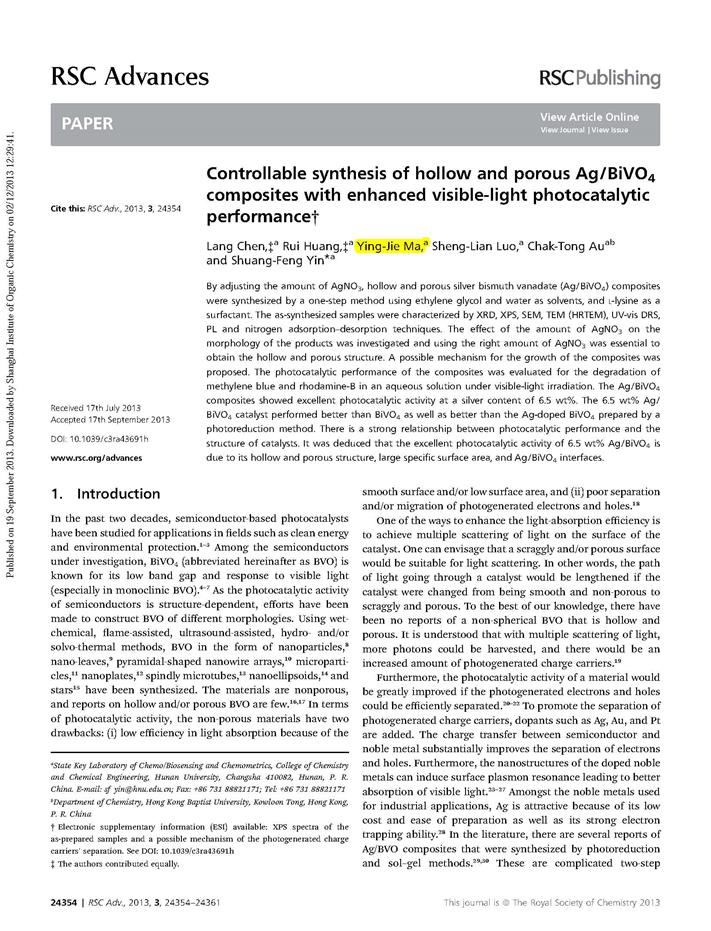 RSC Advances
RSCPublishing
PAPER
View Article Online
View Journal | View Issue
Published on 19 September 2013. Downloaded by Shanghai Institute of Organic Chemistry on 02/12/2013 12:29:41.
Controllable synthesis of hollow and porous Ag/BiVO₄
composites with enhanced visible-light photocatalytic
performance†
Cite this: RSC Adv., 2013, 3, 24354
Lang Chen,‡ᵃ Rui Huang,‡ᵃ Ying-Jie Ma,ᵃ Sheng-Lian Luo,ᵃ Chak-Tong Auᵃᵇ
and Shuang-Feng Yin*ᵃ
By adjusting the amount of AgNO₃, hollow and porous silver bismuth vanadate (Ag/BiVO₄) composites
were synthesized by a one-step method using ethylene glycol and water as solvents, and L-lysine as a
surfactant. The as-synthesized samples were characterized by XRD, XPS, SEM, TEM (HRTEM), UV-vis DRS,
PL and nitrogen adsorption–desorption techniques. The effect of the amount of AgNO₃ on the
morphology of the products was investigated and using the right amount of AgNO₃ was essential to
obtain the hollow and porous structure. A possible mechanism for the growth of the composites was
proposed. The photocatalytic performance of the composites was evaluated for the degradation of
methylene blue and rhodamine-B in an aqueous solution under visible-light irradiation. The Ag/BiVO₄
composites showed excellent photocatalytic activity at a silver content of 6.5 wt%. The 6.5 wt% Ag/
BiVO₄ catalyst performed better than BiVO₄ as well as better than the Ag-doped BiVO₄ prepared by a
photoreduction method. There is a strong relationship between photocatalytic performance and the
structure of catalysts. It was deduced that the excellent photocatalytic activity of 6.5 wt% Ag/BiVO₄ is
due to its hollow and porous structure, large specific surface area, and Ag/BiVO₄ interfaces.
Received 17th July 2013
Accepted 17th September 2013
DOI: 10.1039/c3ra43691h
www.rsc.org/advances
1. Introduction
In the past two decades, semiconductor-based photocatalysts
have been studied for applications in fields such as clean energy
and environmental protection.¹⁻³ Among the semiconductors
under investigation, BiVO₄ (abbreviated hereinafter as BVO) is
known for its low band gap and response to visible light
(especially in monoclinic BVO).⁴⁻⁷ As the photocatalytic activity
of semiconductors is structure-dependent, efforts have been
made to construct BVO of different morphologies. Using wet-
chemical, flame-assisted, ultrasound-assisted, hydro- and/or
solvo-thermal methods, BVO in the form of nanoparticles,⁸
nano-leaves,⁹ pyramidal-shaped nanowire arrays,¹⁰ microparti-
cles,¹¹ nanoplates,¹² spindly microtubes,¹³ nanoellipsoids,¹⁴ and
stars¹⁵ have been synthesized. The materials are nonporous,
and reports on hollow and/or porous BVO are few.¹⁶,¹⁷ In terms
of photocatalytic activity, the non-porous materials have two
drawbacks: (i) low efficiency in light absorption because of the
ᵃState Key Laboratory of Chemo/Biosensing and Chemometrics, College of Chemistry
and Chemical Engineering, Hunan University, Changsha 410082, Hunan, P. R.
China. E-mail: sf_yin@hnu.edu.cn; Fax: +86 731 88821171; Tel: +86 731 88821171
ᵇDepartment of Chemistry, Hong Kong Baptist University, Kowloon Tong, Hong Kong,
P. R. China
† Electronic supplementary information (ESI) available: XPS spectra of the
as-prepared samples and a possible mechanism of the photogenerated charge
carriers' separation. See DOI: 10.1039/c3ra43691h
‡ The authors contributed equally.
smooth surface and/or low surface area, and (ii) poor separation
and/or migration of photogenerated electrons and holes.¹⁸
One of the ways to enhance the light-absorption efficiency is
to achieve multiple scattering of light on the surface of the
catalyst. One can envisage that a scraggly and/or porous surface
would be suitable for light scattering. In other words, the path
of light going through a catalyst would be lengthened if the
catalyst were changed from being smooth and non-porous to
scraggly and porous. To the best of our knowledge, there have
been no reports of a non-spherical BVO that is hollow and
porous. It is understood that with multiple scattering of light,
more photons could be harvested, and there would be an
increased amount of photogenerated charge carriers.¹⁹
Furthermore, the photocatalytic activity of a material would
be greatly improved if the photogenerated electrons and holes
could be efficiently separated.²⁰⁻²² To promote the separation of
photogenerated charge carriers, dopants such as Ag, Au, and Pt
are added. The charge transfer between semiconductor and
noble metal substantially improves the separation of electrons
and holes. Furthermore, the nanostructures of the doped noble
metals can induce surface plasmon resonance leading to better
absorption of visible light.²³⁻²⁷ Amongst the noble metals used
for industrial applications, Ag is attractive because of its low
cost and ease of preparation as well as its strong electron
trapping ability.²⁸ In the literature, there are several reports of
Ag/BVO composites that were synthesized by photoreduction
and sol–gel methods.²⁹,³⁰ These are complicated two-step
24354 | RSC Adv., 2013, 3, 24354–24361
This journal is © The Royal Society of Chemistry 2013